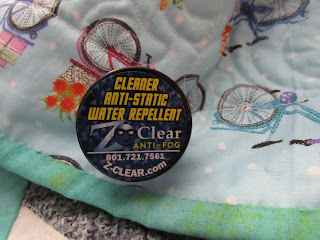 CLEANER
ANTI-STATIC
WATER REPELLENT
Z Clear
ANTI-FOG
801.721.7561
Z-CLEAR.com